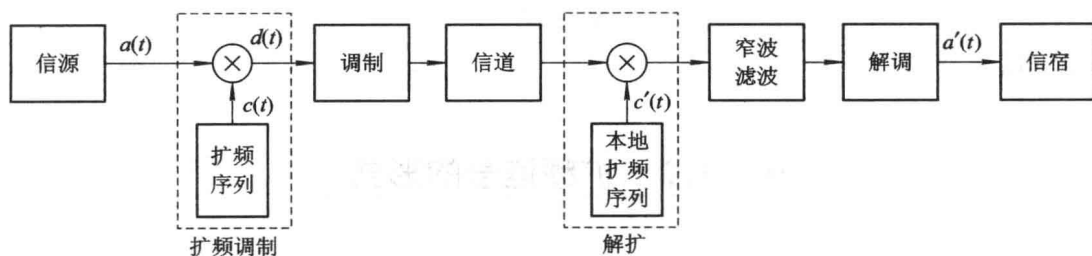 信源
a(t)
d(t)
c(t)
扩频
序列
扩频调制
调制
信道
c′(t)
本地
扩频
序列
解扩
窄波
滤波
解调
a′(t)
信宿